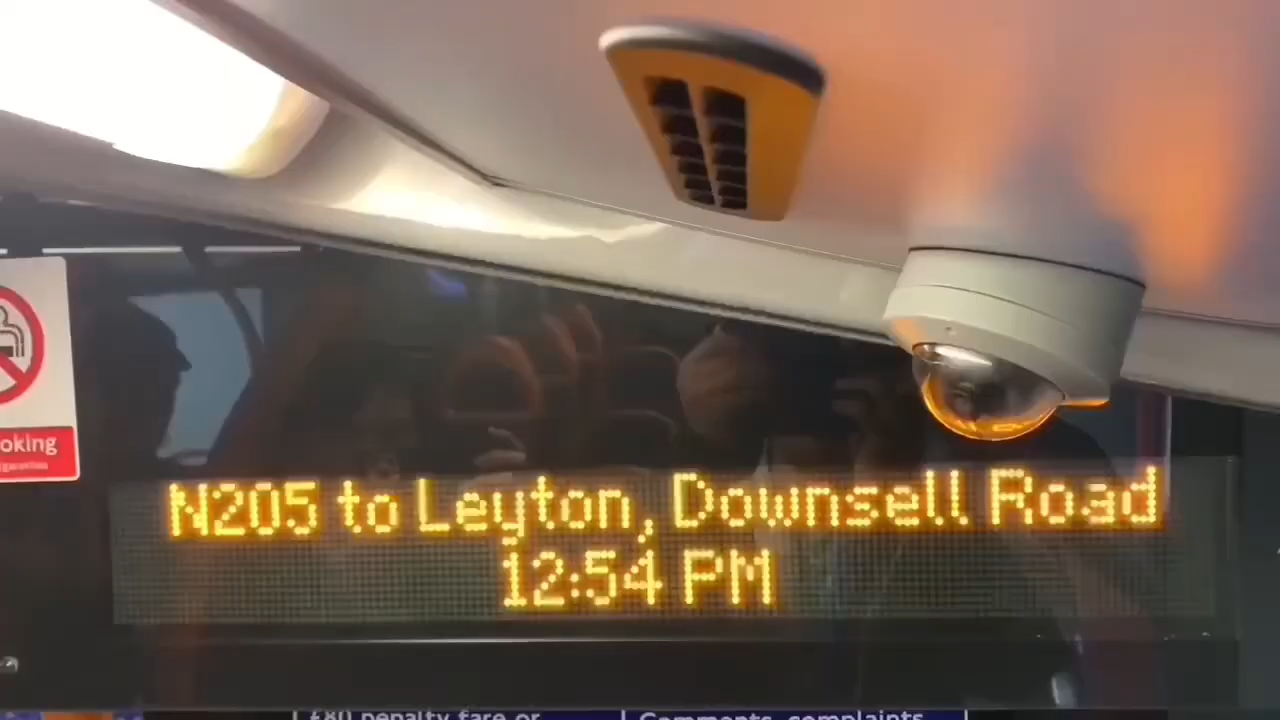 oking
N205 to Leyton, Downsell Road
12:54 PM
£80 penalty fare or
Comments, complaints